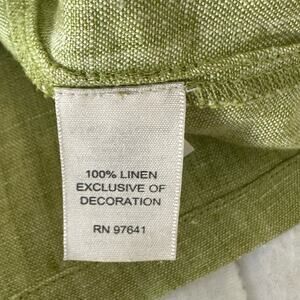 100% LINEN
EXCLUSIVE OF
DECORATION
RN 97641